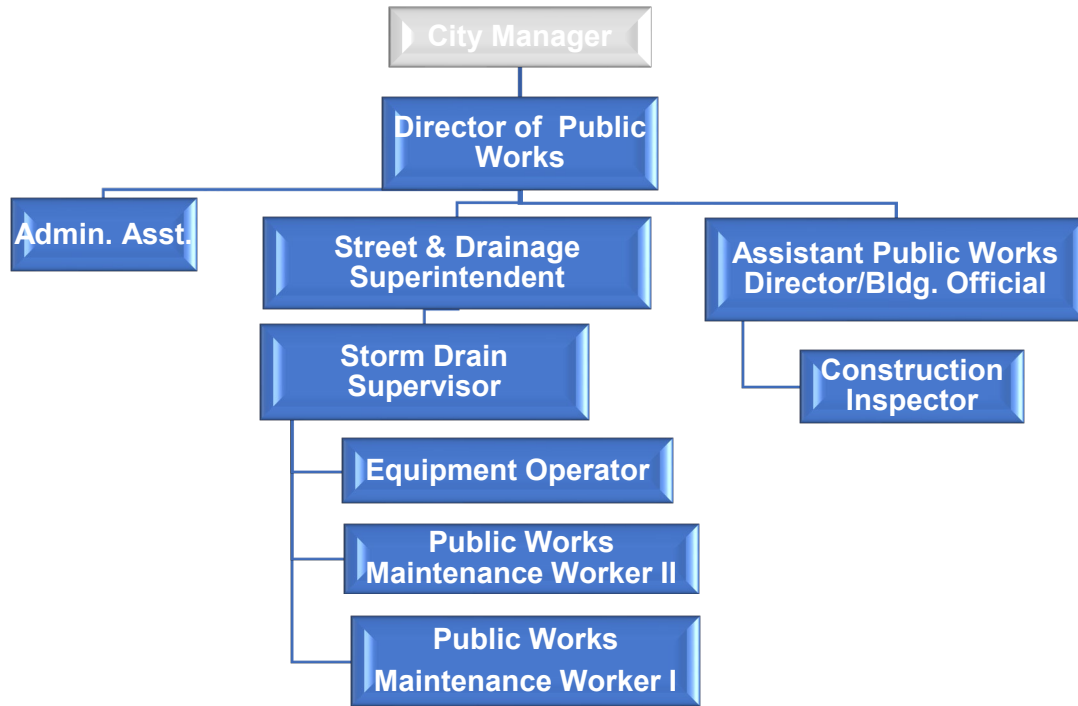 City Manager
Director of Public
Works
Admin. Asst.
Street & Drainage
Superintendent
Assistant Public Works
Director/Bldg. Official
Storm Drain
Supervisor
Construction
Inspector
Equipment Operator
Public Works
Maintenance Worker II
Public Works
Maintenance Worker I